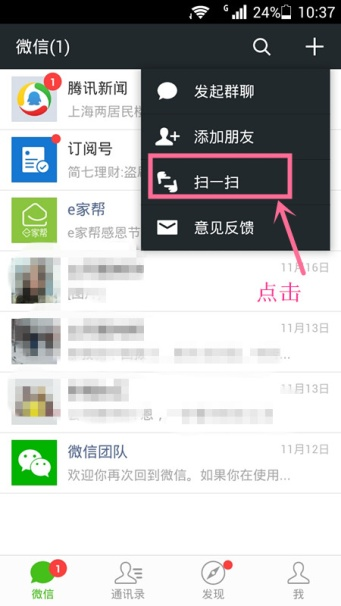 G 24% 10:37
微信(1)
1
腾讯新闻
上海两居民楼
发起群聊
订阅号
添加朋友
简七理财:盗
扫一扫
e家帮
e家帮
e家帮感恩节
意见反馈
11月16日
[图片]
点击
11月13日
11月13日
微信团队
11月12日
欢迎你再次回到微信。如果你在使用...
1
微信
通讯录
发现
我